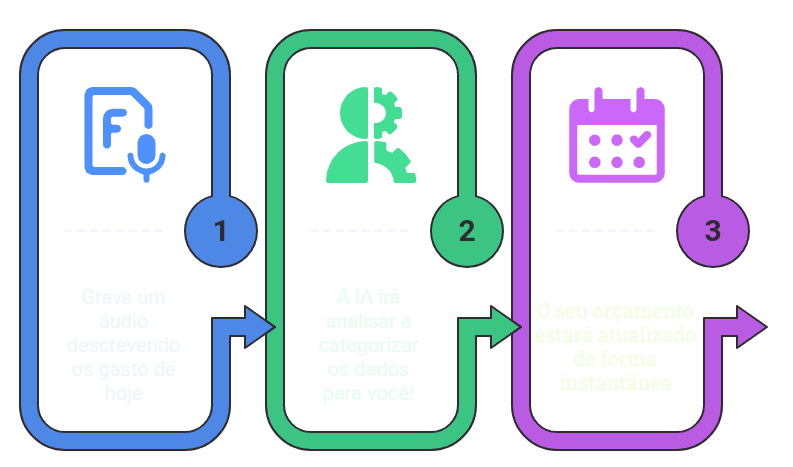 1
2
3
Grave um
áudio
descrevendo
os gasto de
hoje
A IA irá
analisar e
categorizar
os dados
para você!
O seu orçamento
estará atualizado
de forma
instantânea